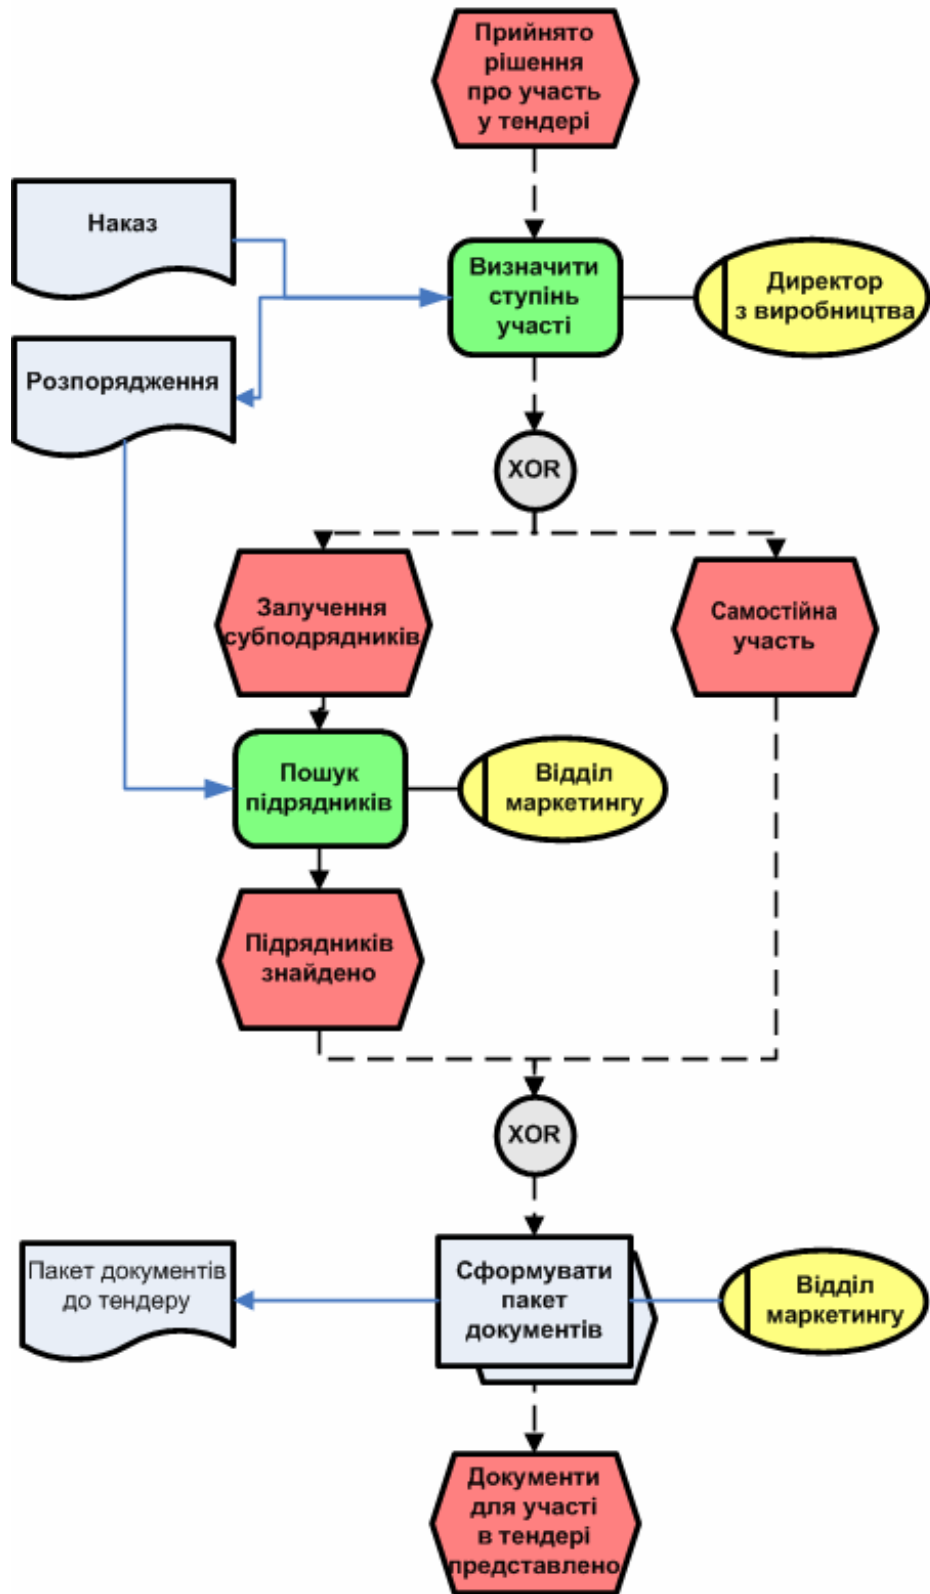 Прийнято
рішення
про участь
у тендері
Наказ
Визначити
ступінь
участі
Директор
з виробництва
Розпорядження
XOR
Залучення
субподрядників
Самостійна
участь
Пошук
підрядників
Відділ
маркетингу
Підрядників
знайдено
XOR
Пакет документів
до тендеру
Сформувати
пакет
документів
Відділ
маркетингу
Документи
для участі
в тендері
представлено